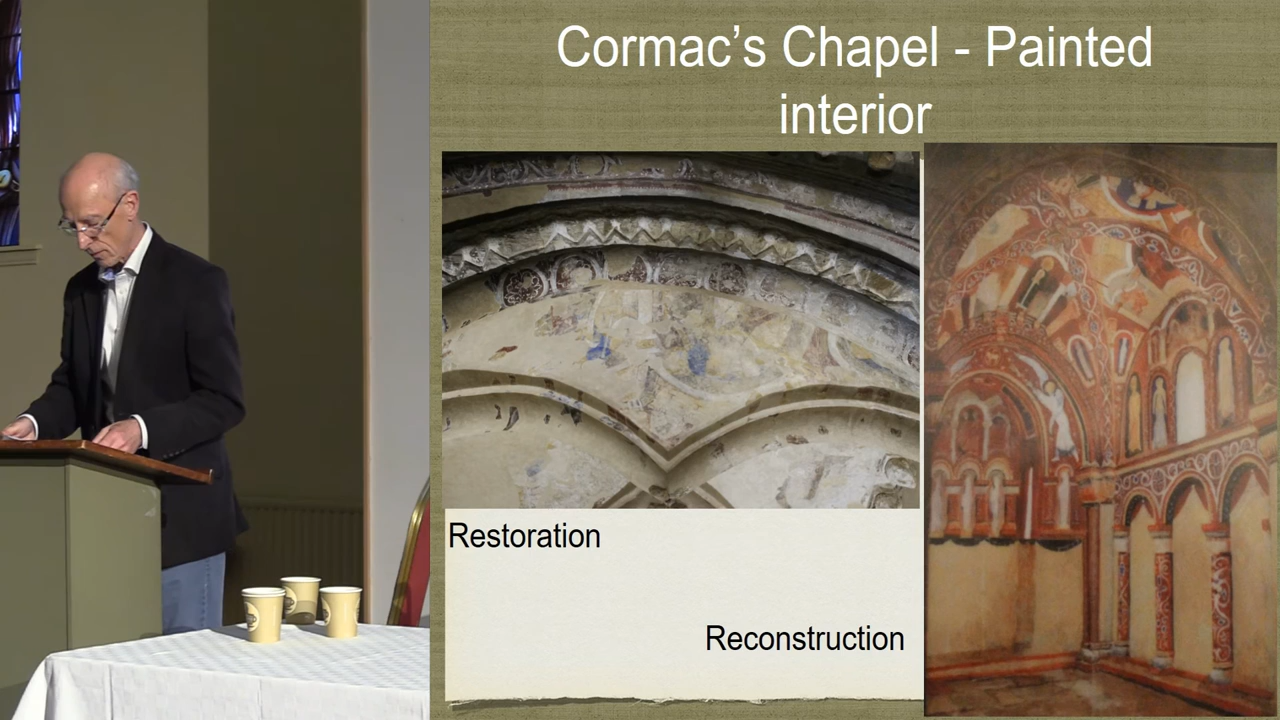 Cormac’s Chapel - Painted
interior
Restoration
Reconstruction